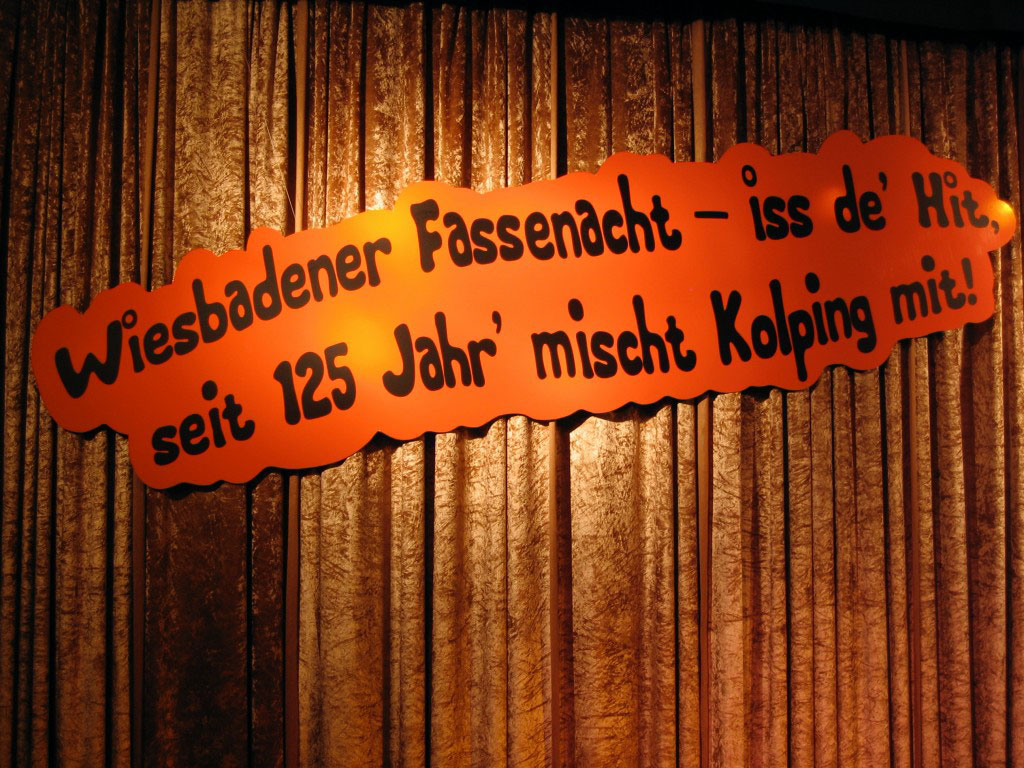 Wiesbadener Fassenacht – iss de' Hit,
seit 125 Jahr' mischt Kolping mit!